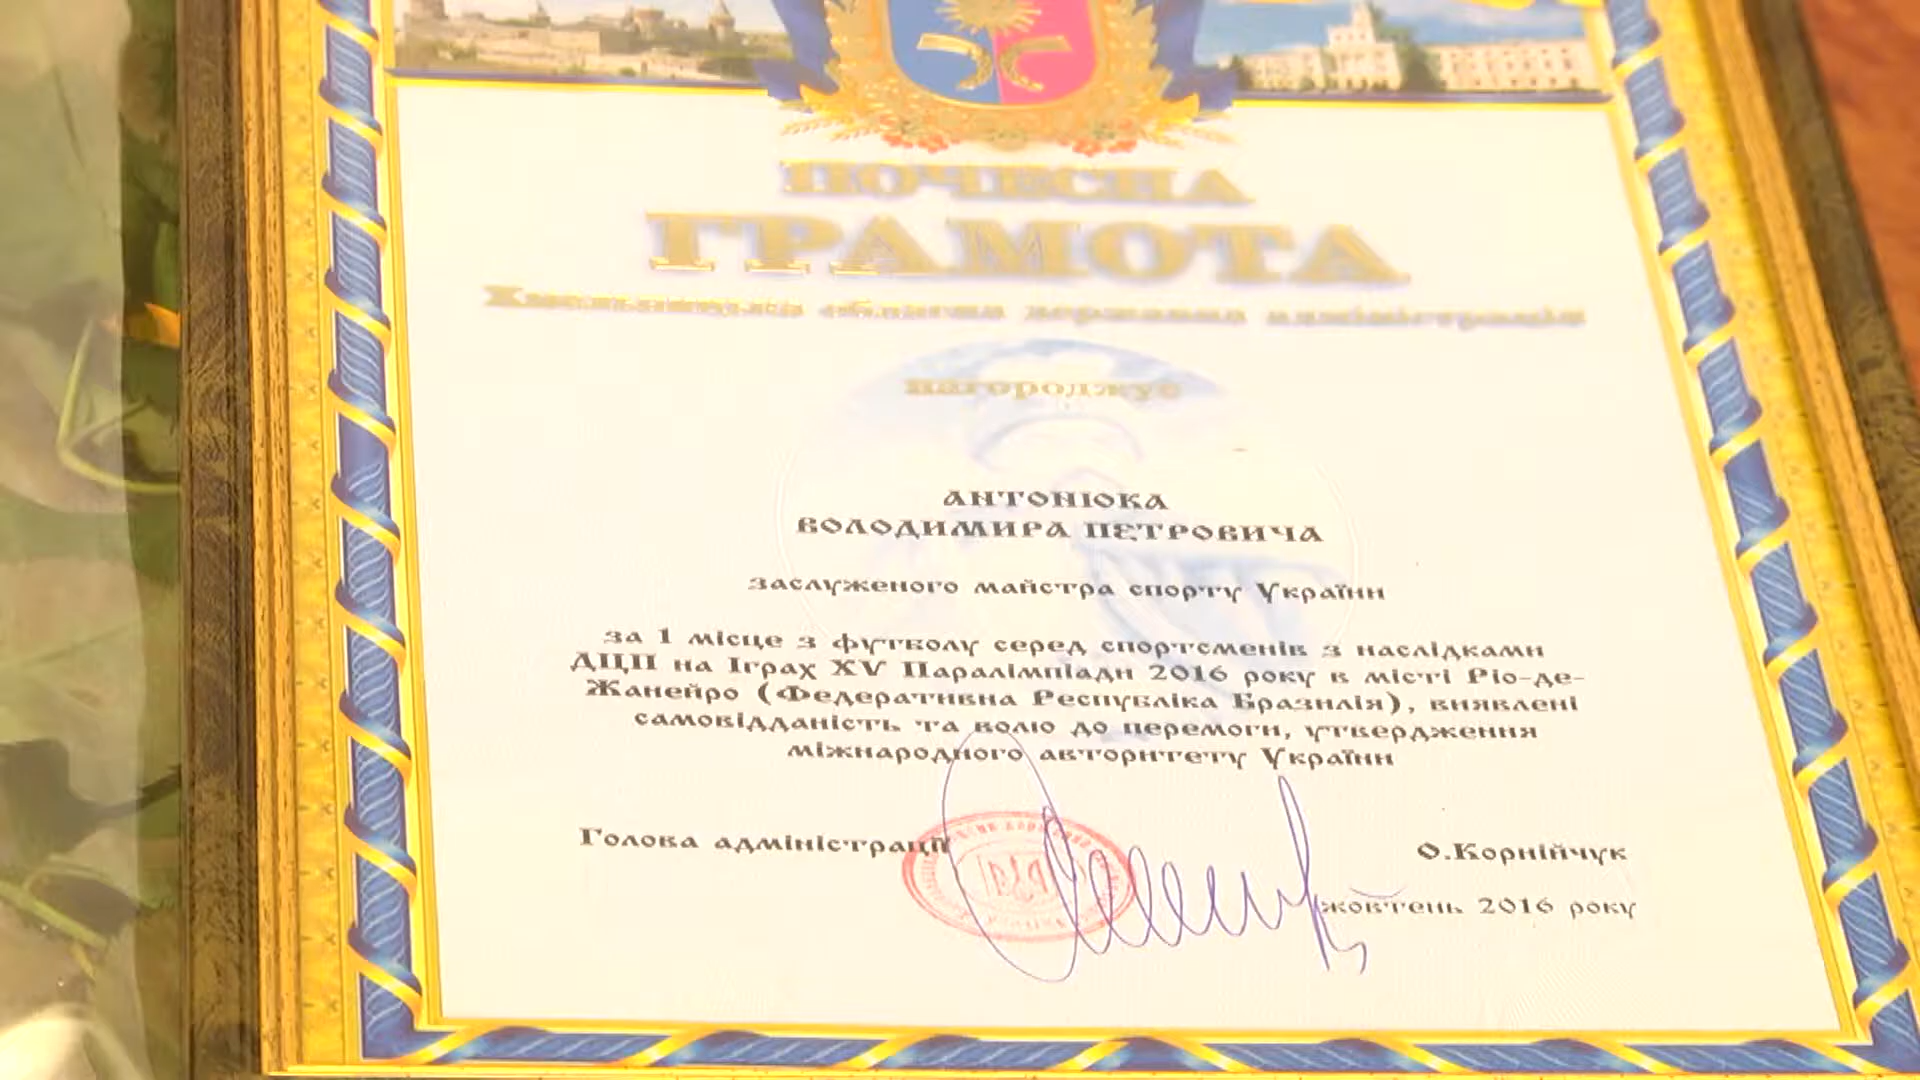 ПОЧЕСНА
ГРАМОТА
Хмельницька обласна державна адміністрація
нагороджує
АНТОНЮКА
ВОЛОДИМИРА ПЕТРОВИЧА
заслуженого майстра спорту України
за 1 місце з футболу серед спортсменів з наслідками
ДЦП на Іграх XV Паралімпіади 2016 року в місті Ріо-де-
Жанейро (Федеративна Республіка Бразилія), виявлені
самовідданість та волю до перемоги, утвердження
міжнародного авторитету України
Голова адміністрації
О.Корнійчук
жовтень 2016 року